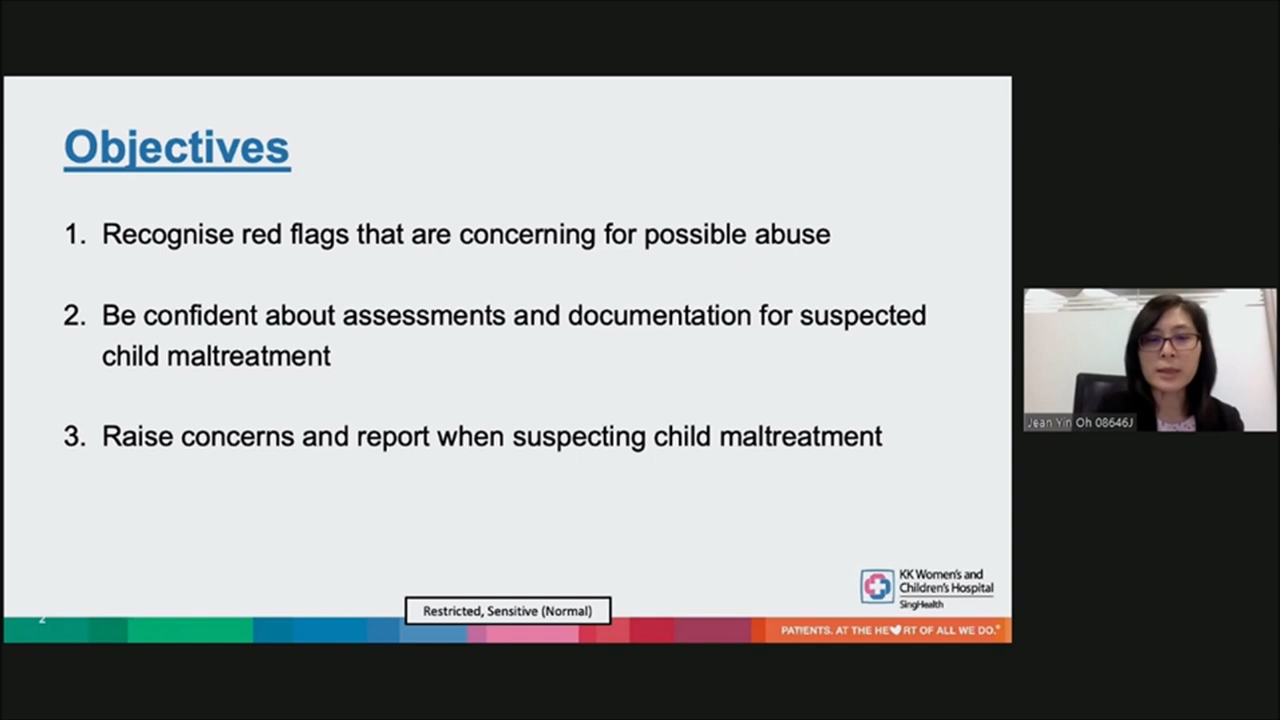 Objectives
1. Recognise red flags that are concerning for possible abuse
2. Be confident about assessments and documentation for suspected
child maltreatment
3. Raise concerns and report when suspecting child maltreatment
Jean Yin Oh 08646J
KK Women's and
Children's Hospital
SingHealth
Restricted, Sensitive (Normal)
2
PATIENTS. AT THE HE RT OF ALL WE DO.®